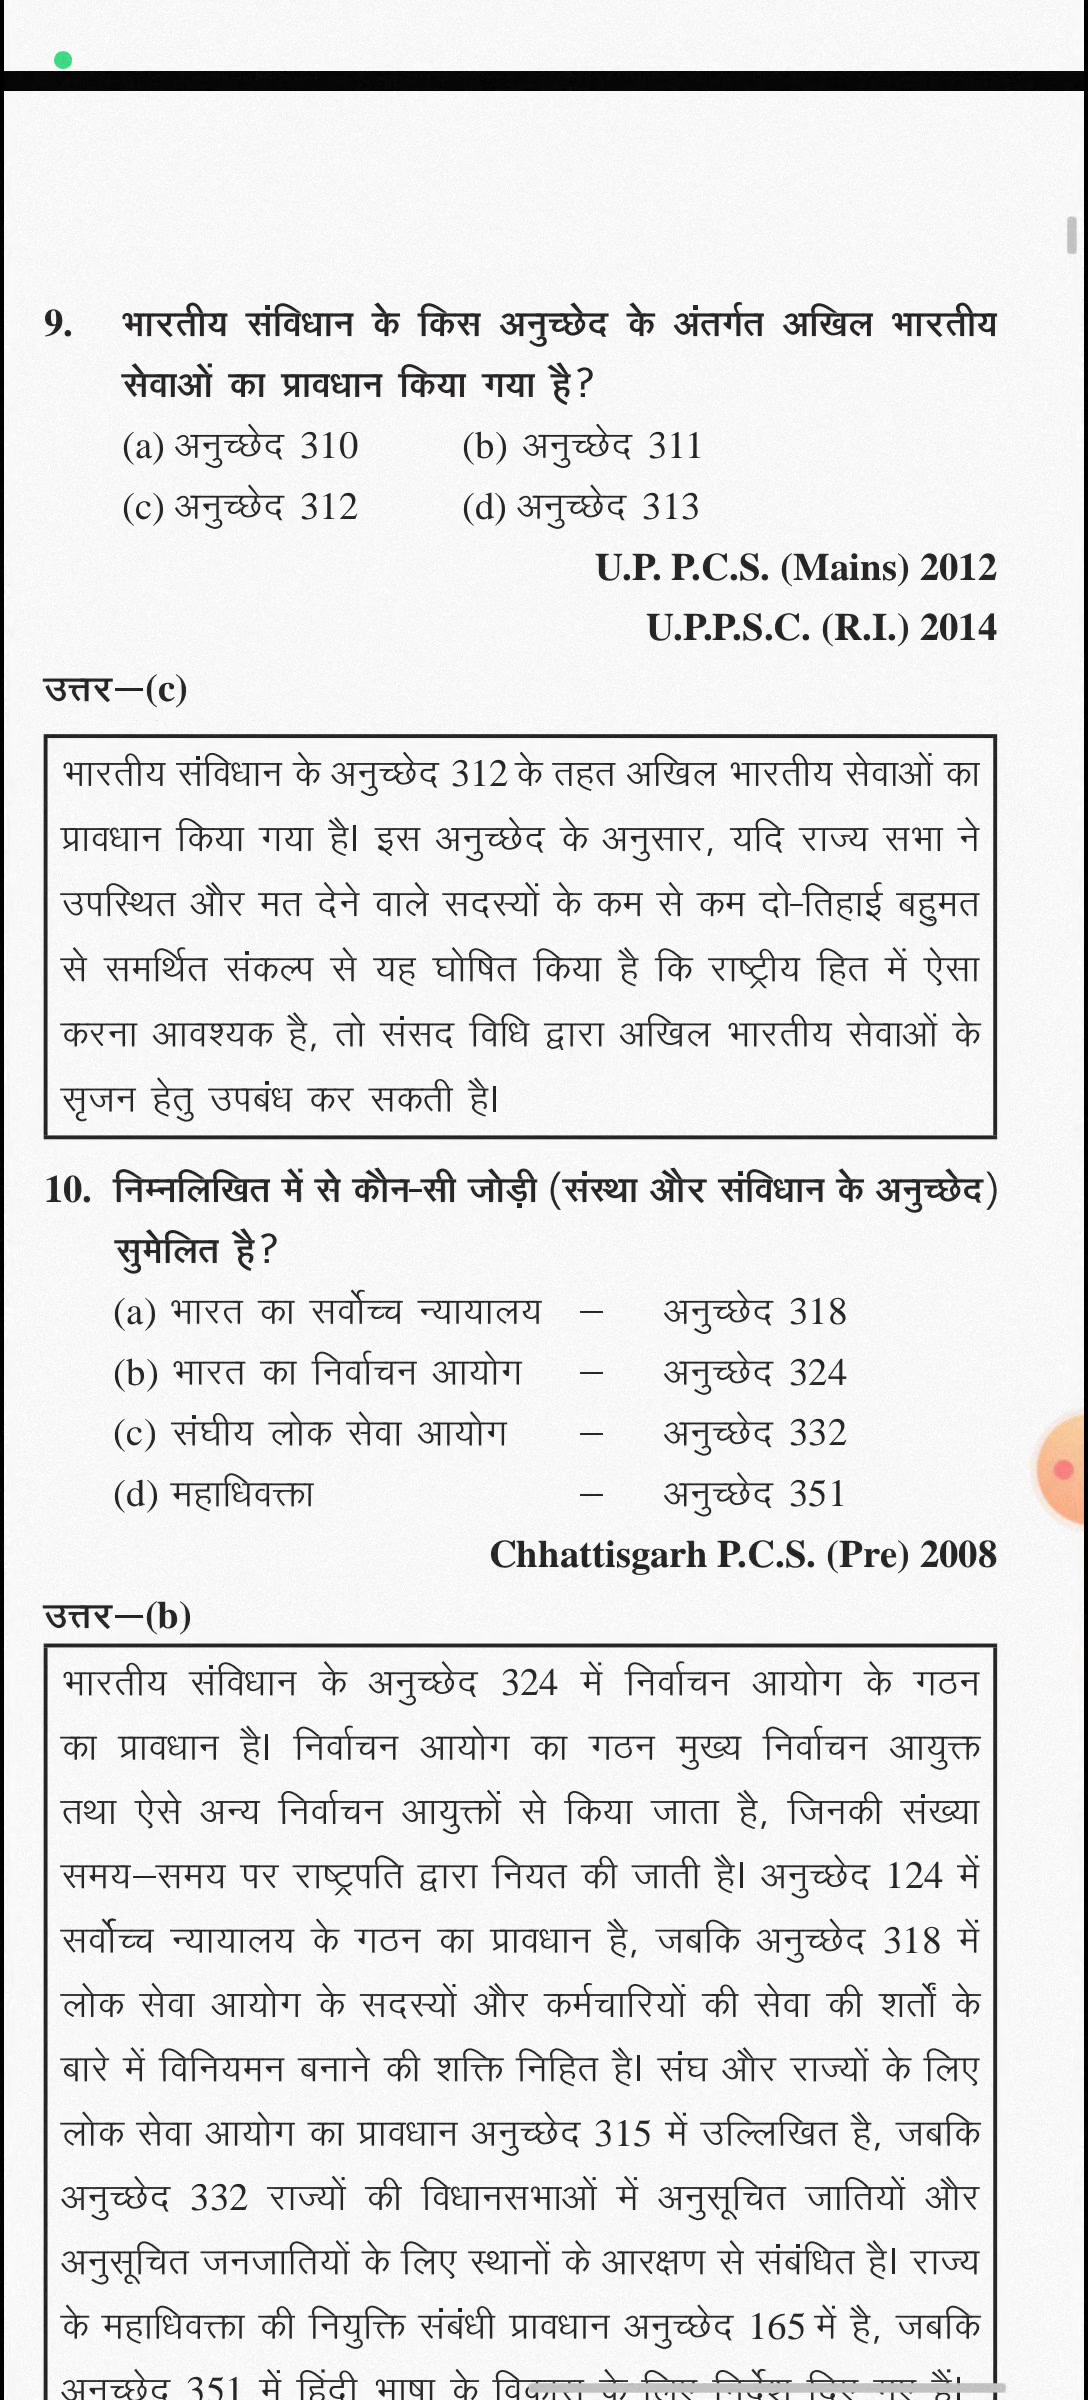 9. भारतीय संविधान के किस अनुच्छेद के अंतर्गत अखिल भारतीय
सेवाओं का प्रावधान किया गया है?
(a) अनुच्छेद 310 (b) अनुच्छेद 311
(c) अनुच्छेद 312 (d) अनुच्छेद 313
U.P. P.C.S. (Mains) 2012
U.P.P.S.C. (R.I.) 2014
उत्तर—(c)
भारतीय संविधान के अनुच्छेद 312 के तहत अखिल भारतीय सेवाओं का
प्रावधान किया गया है। इस अनुच्छेद के अनुसार, यदि राज्य सभा ने
उपस्थित और मत देने वाले सदस्यों के कम से कम दो-तिहाई बहुमत
से समर्थित संकल्प से यह घोषित किया है कि राष्ट्रीय हित में ऐसा
करना आवश्यक है, तो संसद विधि द्वारा अखिल भारतीय सेवाओं के
सृजन हेतु उपबंध कर सकती है।
10. निम्नलिखित में से कौन-सी जोड़ी (संस्था और संविधान के अनुच्छेद)
सुमेलित है?
(a) भारत का सर्वोच्च न्यायालय – अनुच्छेद 318
(b) भारत का निर्वाचन आयोग – अनुच्छेद 324
(c) संघीय लोक सेवा आयोग – अनुच्छेद 332
(d) महाधिवक्ता – अनुच्छेद 351
Chhattisgarh P.C.S. (Pre) 2008
उत्तर—(b)
भारतीय संविधान के अनुच्छेद 324 में निर्वाचन आयोग के गठन
का प्रावधान है। निर्वाचन आयोग का गठन मुख्य निर्वाचन आयुक्त
तथा ऐसे अन्य निर्वाचन आयुक्तों से किया जाता है, जिनकी संख्या
समय–समय पर राष्ट्रपति द्वारा नियत की जाती है। अनुच्छेद 124 में
सर्वोच्च न्यायालय के गठन का प्रावधान है, जबकि अनुच्छेद 318 में
लोक सेवा आयोग के सदस्यों और कर्मचारियों की सेवा की शर्तों के
बारे में विनियमन बनाने की शक्ति निहित है। संघ और राज्यों के लिए
लोक सेवा आयोग का प्रावधान अनुच्छेद 315 में उल्लिखित है, जबकि
अनुच्छेद 332 राज्यों की विधानसभाओं में अनुसूचित जातियों और
अनुसूचित जनजातियों के लिए स्थानों के आरक्षण से संबंधित है। राज्य
के महाधिवक्ता की नियुक्ति संबंधी प्रावधान अनुच्छेद 165 में है, जबकि
अनुच्छेद 351 में हिंदी भाषा के विकास के लिए निर्देश दिए गए हैं।